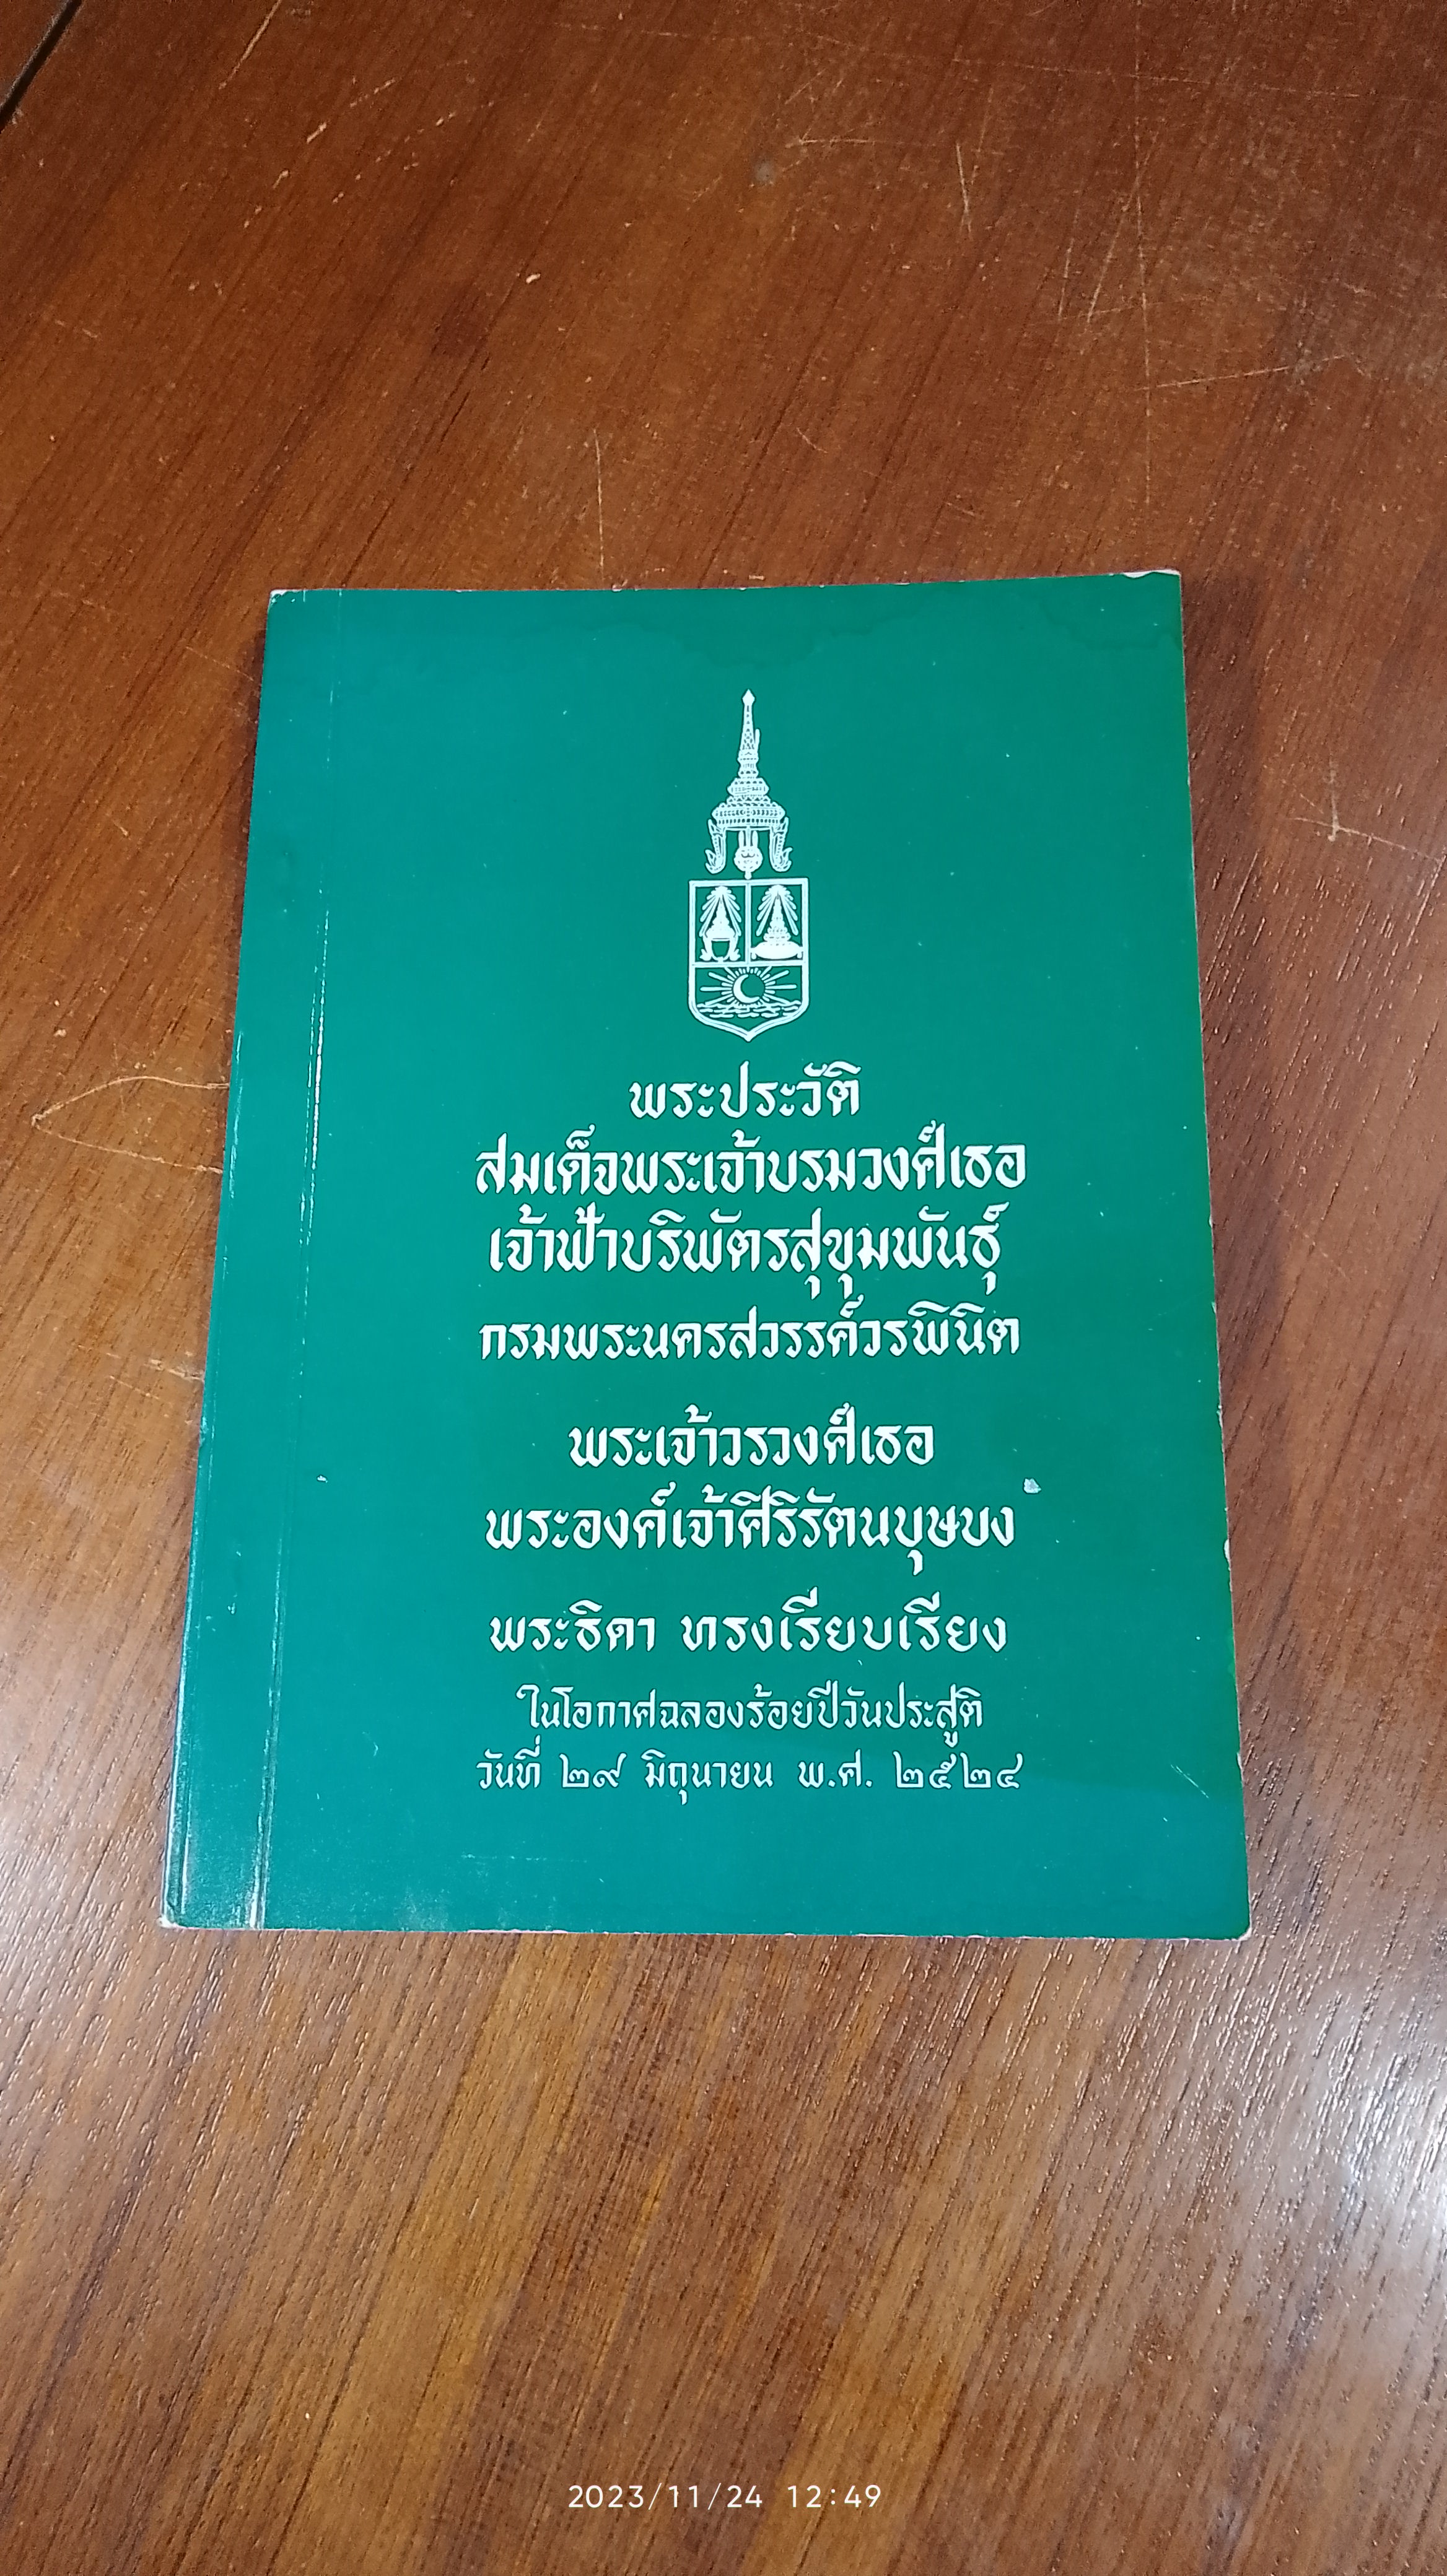 พระประวัติ
สมเด็จพระเจ้าบรมวงศ์เธอ
เจ้าฟ้าบริพัตรสุขุมพันธุ์
กรมพระนครสวรรค์วรพินิต
พระเจ้าวรวงศ์เธอ
พระองค์เจ้าศิริรัตนบุษบง
พระธิดา ทรงเรียบเรียง
ในโอกาศฉลองร้อยปีวันประสูติ
วันที่ ๒๙ มิถุนายน พ.ศ. ๒๕๒๔
2023/11/24 12:49